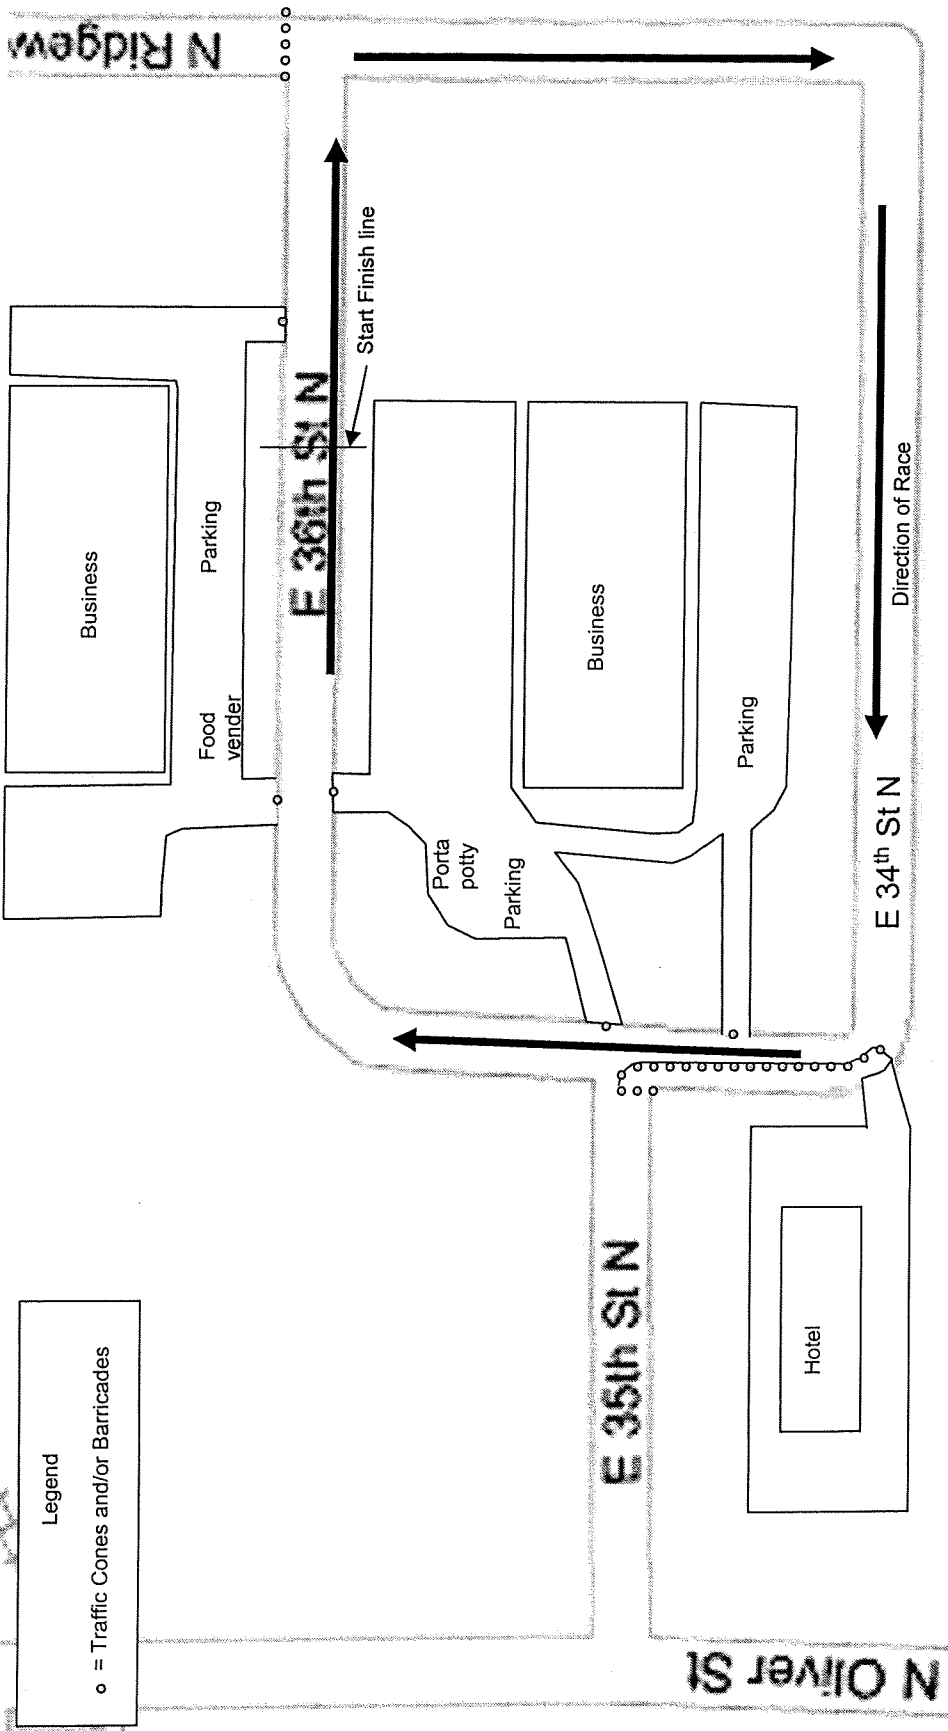 N Ridgew
Business
Parking
Food
vender
E 36th St N
Start Finish line
Porta
potty
Parking
Business
Parking
Direction of Race
E 34th St N
E 35th St N
Hotel
Legend
o = Traffic Cones and/or Barricades
N Oliver St